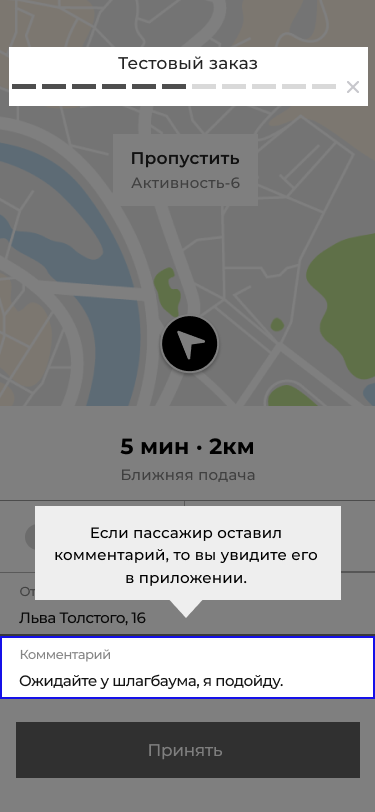 Тестовый заказ
Пропустить
Активность-6
5 мин · 2км
Ближняя подача
Если пассажир оставил
комментарий, то вы увидите его
в приложении.
От
Льва Толстого, 16
Комментарий
Ожидайте у шлагбаума, я подойду.
Принять